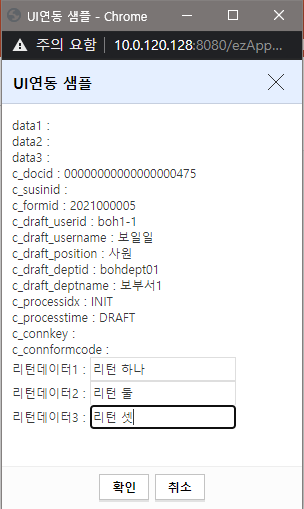 UI연동 샘플 - Chrome
주의 요함 10.0.120.128:8080/ezApp...
UI연동 샘플
data1 :
data2 :
data3 :
c_docid : 00000000000000000475
c_susinid :
c_formid : 2021000005
c_draft_userid : boh1-1
c_draft_username : 보일일
c_draft_position : 사원
c_draft_deptid : bohdept01
c_draft_deptname : 보부서1
c_processidx : INIT
c_processtime : DRAFT
c_connkey :
c_connformcode :
리턴데이터1 : 리턴 하나
리턴데이터2 : 리턴 둘
리턴데이터3 : 리턴 셋
확인 취소